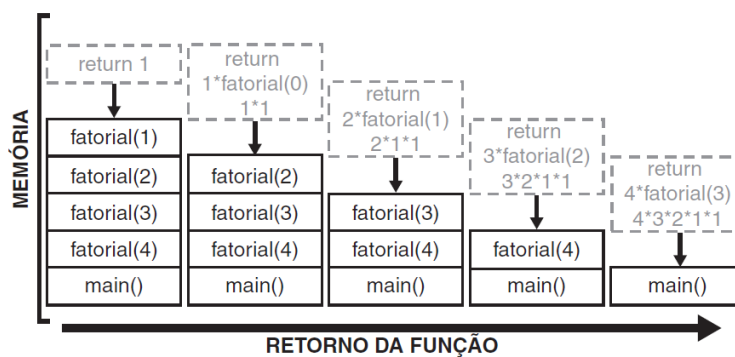 MEMÓRIA
return 1
fatorial(1)
fatorial(2)
fatorial(3)
fatorial(4)
main()
return
1*fatorial(0)
1*1
fatorial(2)
fatorial(3)
fatorial(4)
main()
return
2*fatorial(1)
2*1*1
fatorial(3)
fatorial(4)
main()
return
3*fatorial(2)
3*2*1*1
fatorial(4)
main()
return
4*fatorial(3)
4*3*2*1*1
main()
RETORNO DA FUNÇÃO